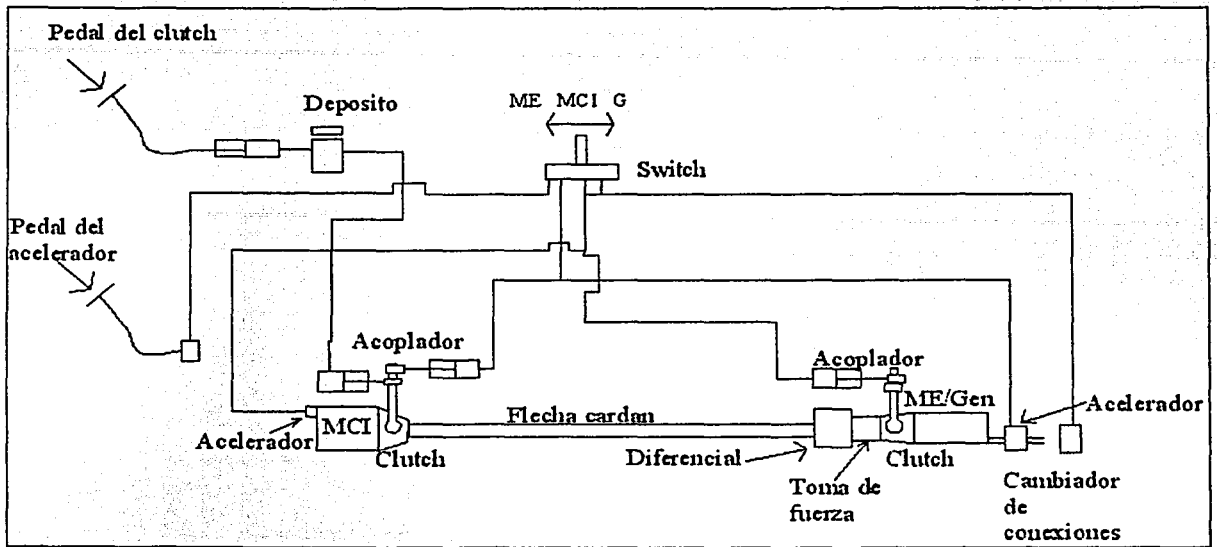 Pedal del clutch
Deposito
ME MCI G
Switch
Pedal del
acelerador
Acoplador
Acoplador
ME/Gen
Acelerador
Flecha cardan
MCI
Acelerador
Clutch
Diferencial
Clutch
Toma de
fuerza
Cambiador
de
conexiones